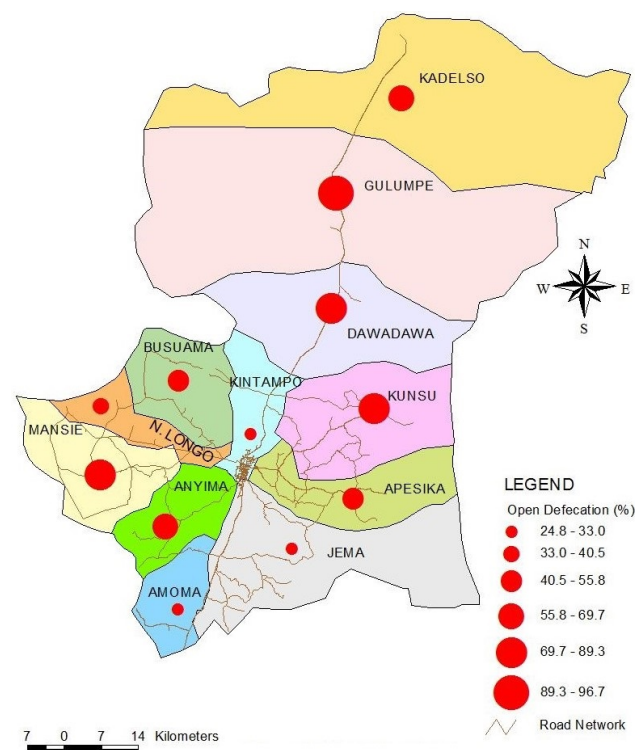 KADELSO
GULUMPE
N
W E
S
DAWADAWA
BUSUAMA
KINTAMPO
KUNSU
MANSIE
N. LONGO
ANYIMA
APESIKA
JEMA
AMOMA
LEGEND
Open Defecation (%)
24.8 - 33.0
33.0 - 40.5
40.5 - 55.8
55.8 - 69.7
69.7 - 89.3
89.3 - 96.7
Road Network
7 0 7 14 Kilometers